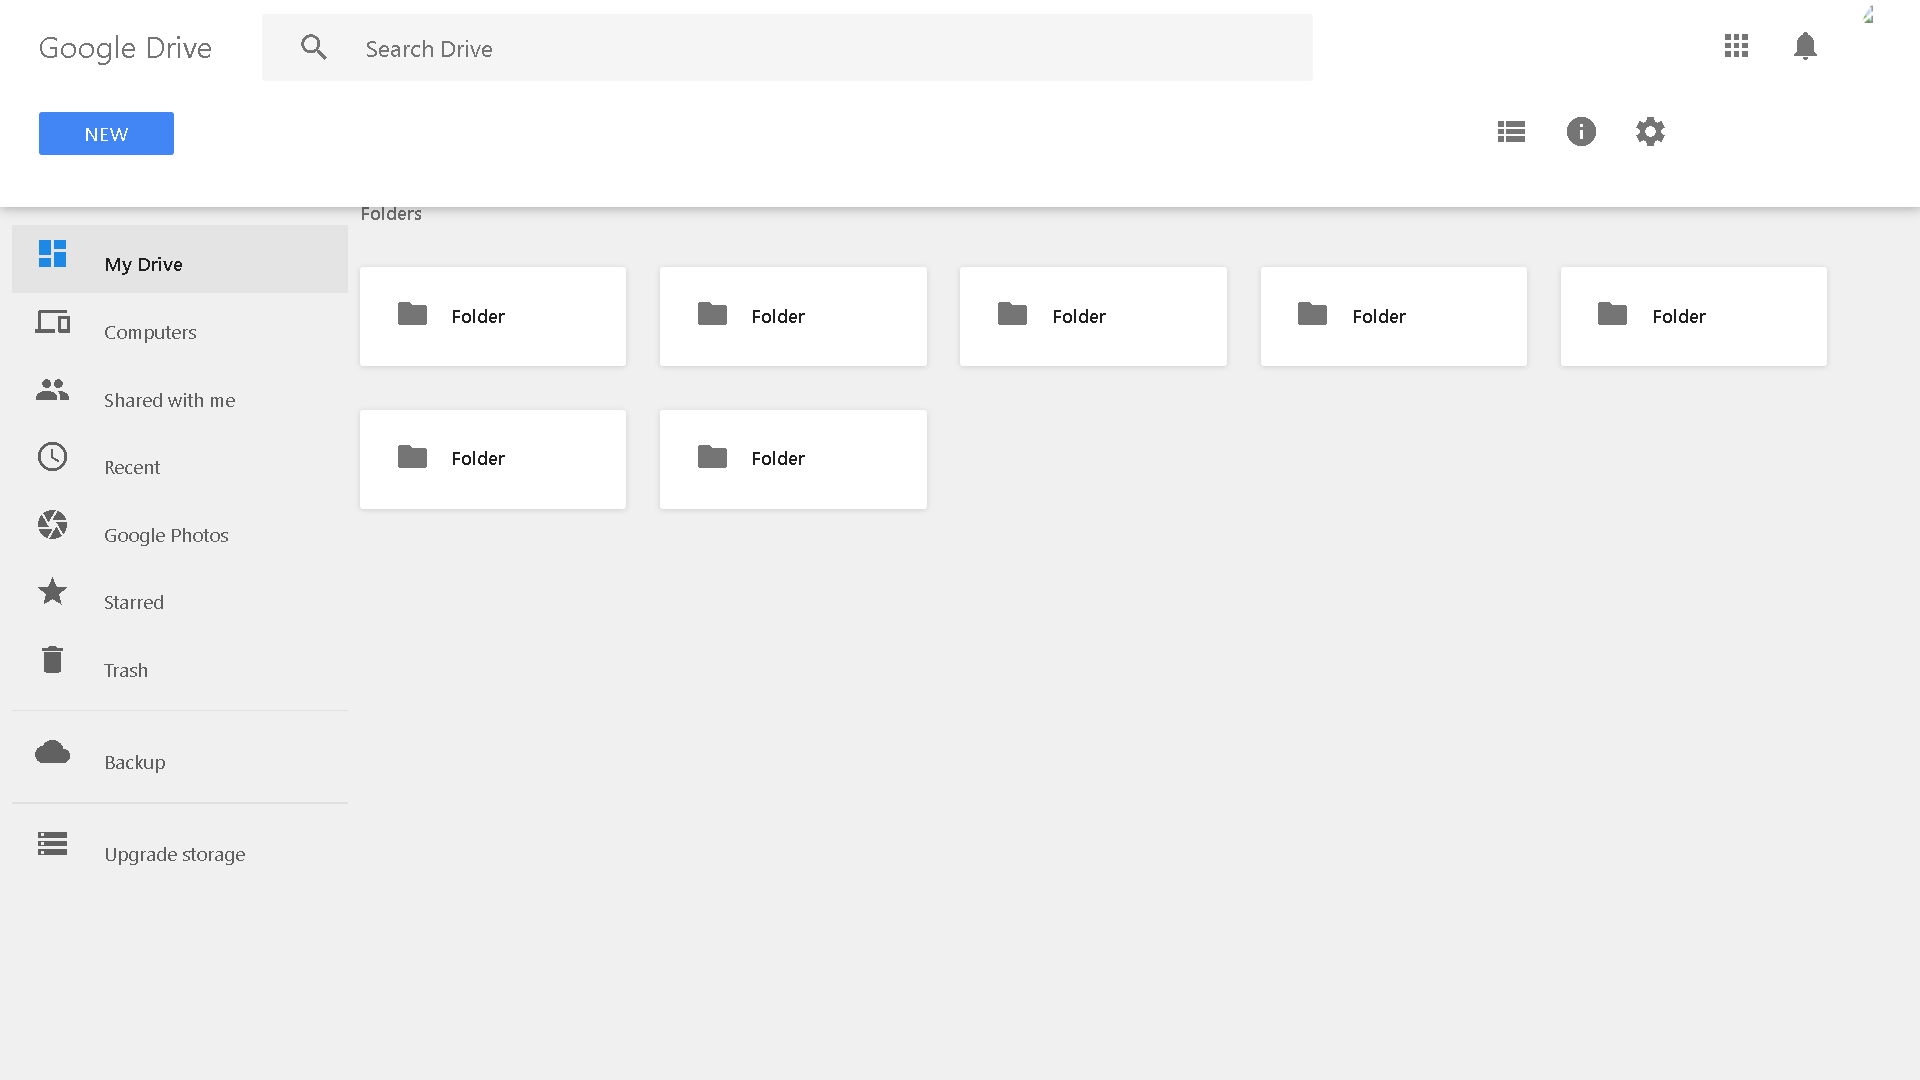 Google Drive
Search Drive
NEW
Folders
My Drive
Computers
Shared with me
Recent
Google Photos
Starred
Trash
Backup
Upgrade storage
Folder
Folder
Folder
Folder
Folder
Folder
Folder